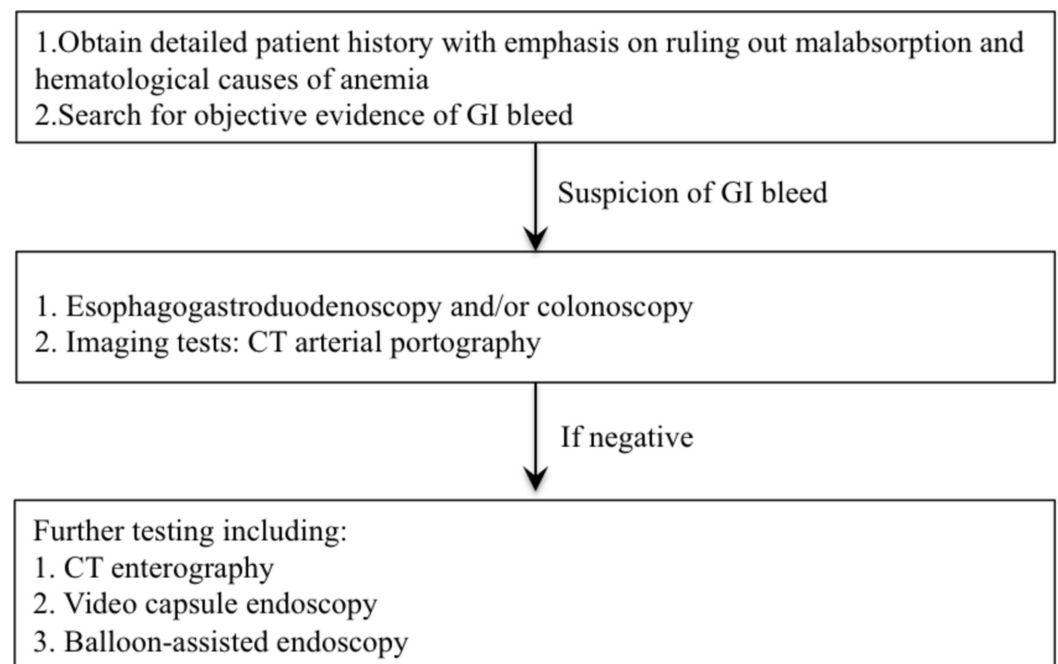 1.Obtain detailed patient history with emphasis on ruling out malabsorption and
hematological causes of anemia
2.Search for objective evidence of GI bleed
Suspicion of GI bleed
1. Esophagogastroduodenoscopy and/or colonoscopy
2. Imaging tests: CT arterial portography
If negative
Further testing including:
1. CT enterography
2. Video capsule endoscopy
3. Balloon-assisted endoscopy